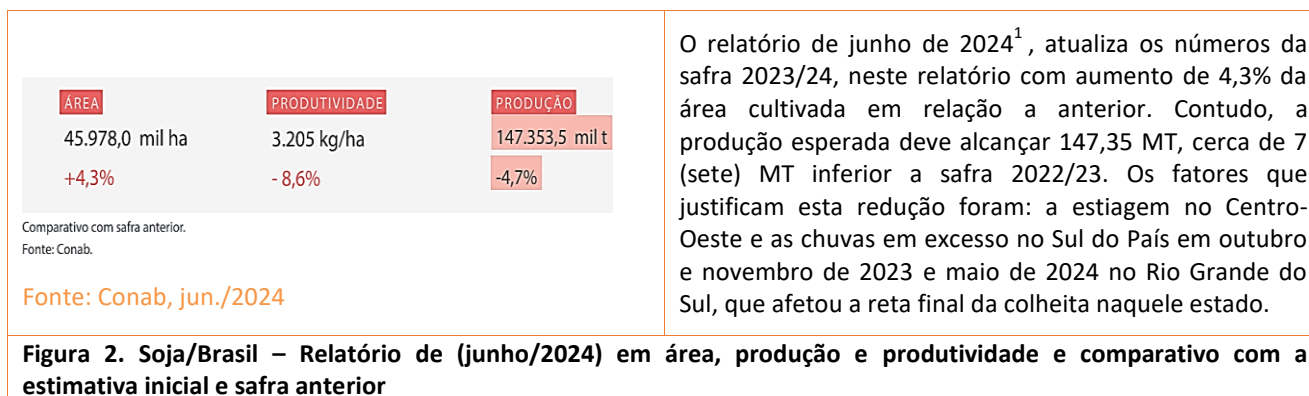 ÁREA
PRODUTIVIDADE
PRODUÇÃO
45.978,0 mil ha
3.205 kg/ha
147.353,5 mil t
+4,3%
- 8,6%
-4,7%
Comparativo com safra anterior.
Fonte: Conab.
Fonte: Conab, jun./2024
O relatório de junho de 2024¹ , atualiza os números da
safra 2023/24, neste relatório com aumento de 4,3% da
área cultivada em relação a anterior. Contudo, a
produção esperada deve alcançar 147,35 MT, cerca de 7
(sete) MT inferior a safra 2022/23. Os fatores que
justificam esta redução foram: a estiagem no Centro-
Oeste e as chuvas em excesso no Sul do País em outubro
e novembro de 2023 e maio de 2024 no Rio Grande do
Sul, que afetou a reta final da colheita naquele estado.
Figura 2. Soja/Brasil – Relatório de (junho/2024) em área, produção e produtividade e comparativo com a
estimativa inicial e safra anterior